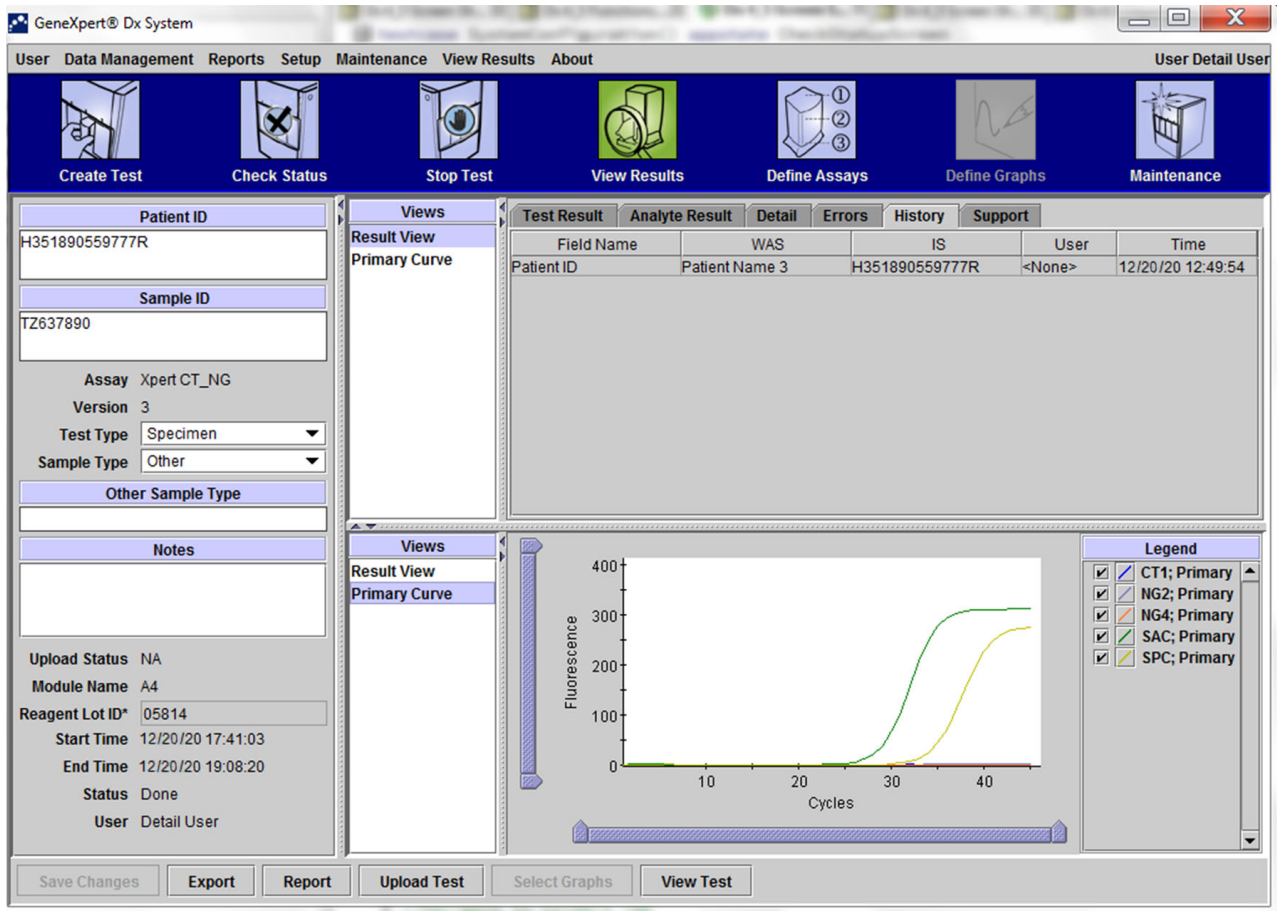 GeneXpert® Dx System
User Data Management Reports Setup Maintenance View Results About User Detail User
Create Test Check Status Stop Test View Results Define Assays Define Graphs Maintenance
Patient ID
H351890559777R
Sample ID
TZ637890
Assay Xpert CT_NG
Version 3
Test Type Specimen
Sample Type Other
Other Sample Type
Notes
Upload Status NA
Module Name A4
Reagent Lot ID* 05814
Start Time 12/20/20 17:41:03
End Time 12/20/20 19:08:20
Status Done
User Detail User
Views
Result View
Primary Curve
Test Result Analyte Result Detail Errors History Support
Field Name WAS IS User Time
Patient ID Patient Name 3 H351890559777R <None> 12/20/20 12:49:54
Views
Result View
Primary Curve
400
300
200
100
0
Fluorescence
10 20 30 40
Cycles
Legend
CT1; Primary
NG2; Primary
NG4; Primary
SAC; Primary
SPC; Primary
Save Changes Export Report Upload Test Select Graphs View Test